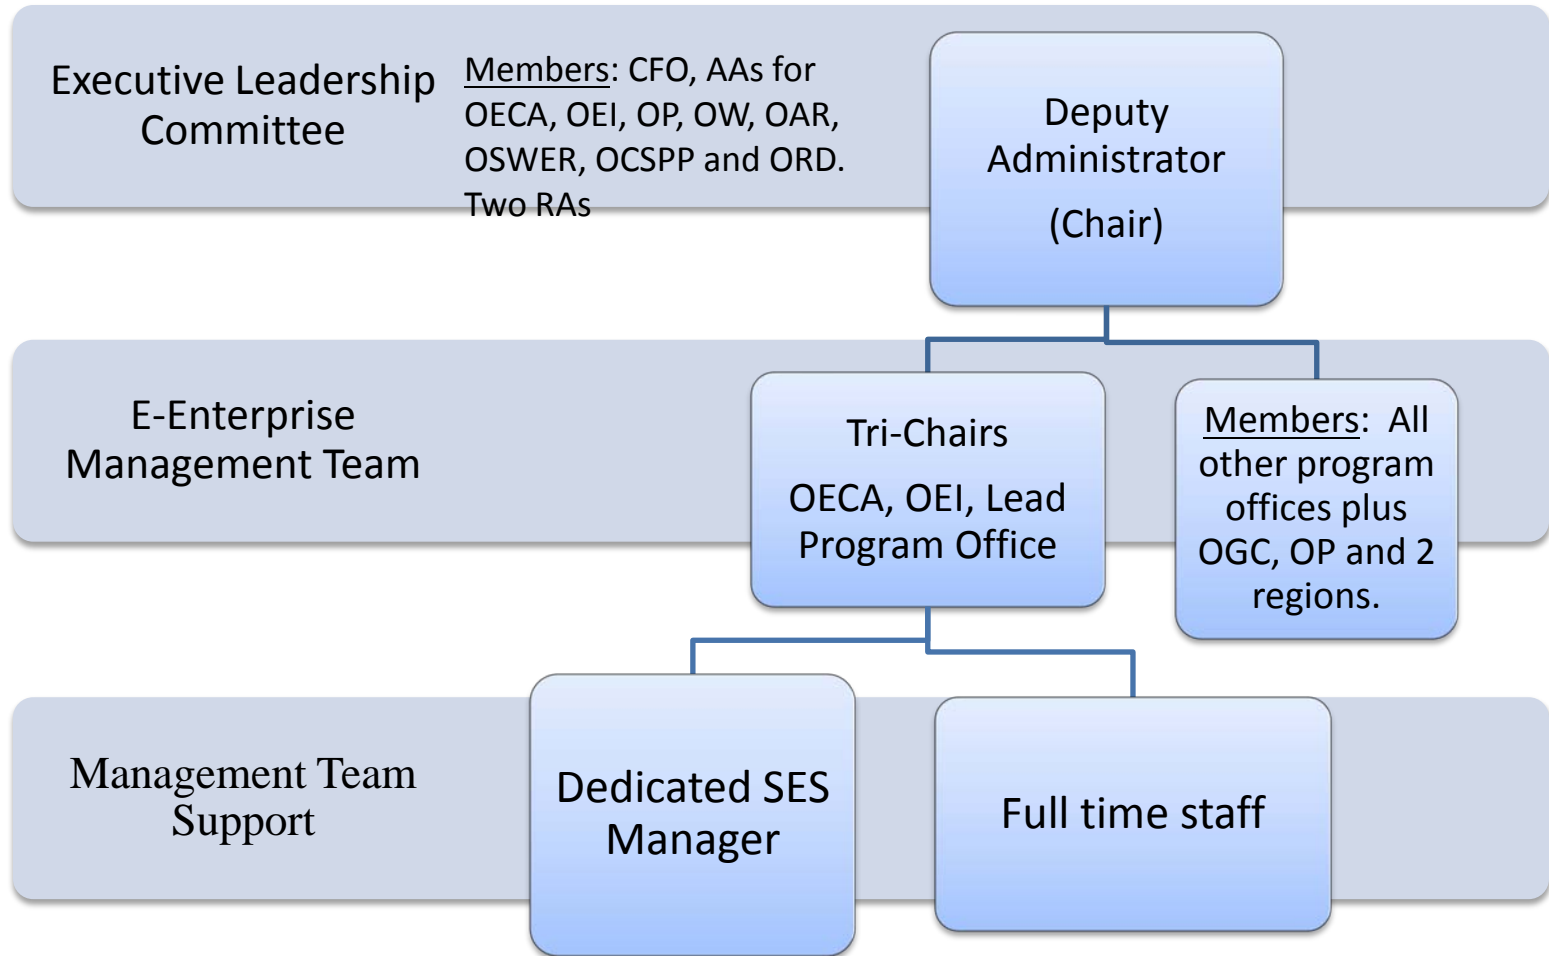 Executive Leadership
Committee
Members: CFO, AAs for
OECA, OEI, OP, OW, OAR,
OSWER, OCSPP and ORD.
Two RAs
Deputy
Administrator
(Chair)
E-Enterprise
Management Team
Tri-Chairs
OECA, OEI, Lead
Program Office
Members:  All
other program
offices plus
OGC, OP and 2
regions.
Management Team
Support
Dedicated SES
Manager
Full time staff